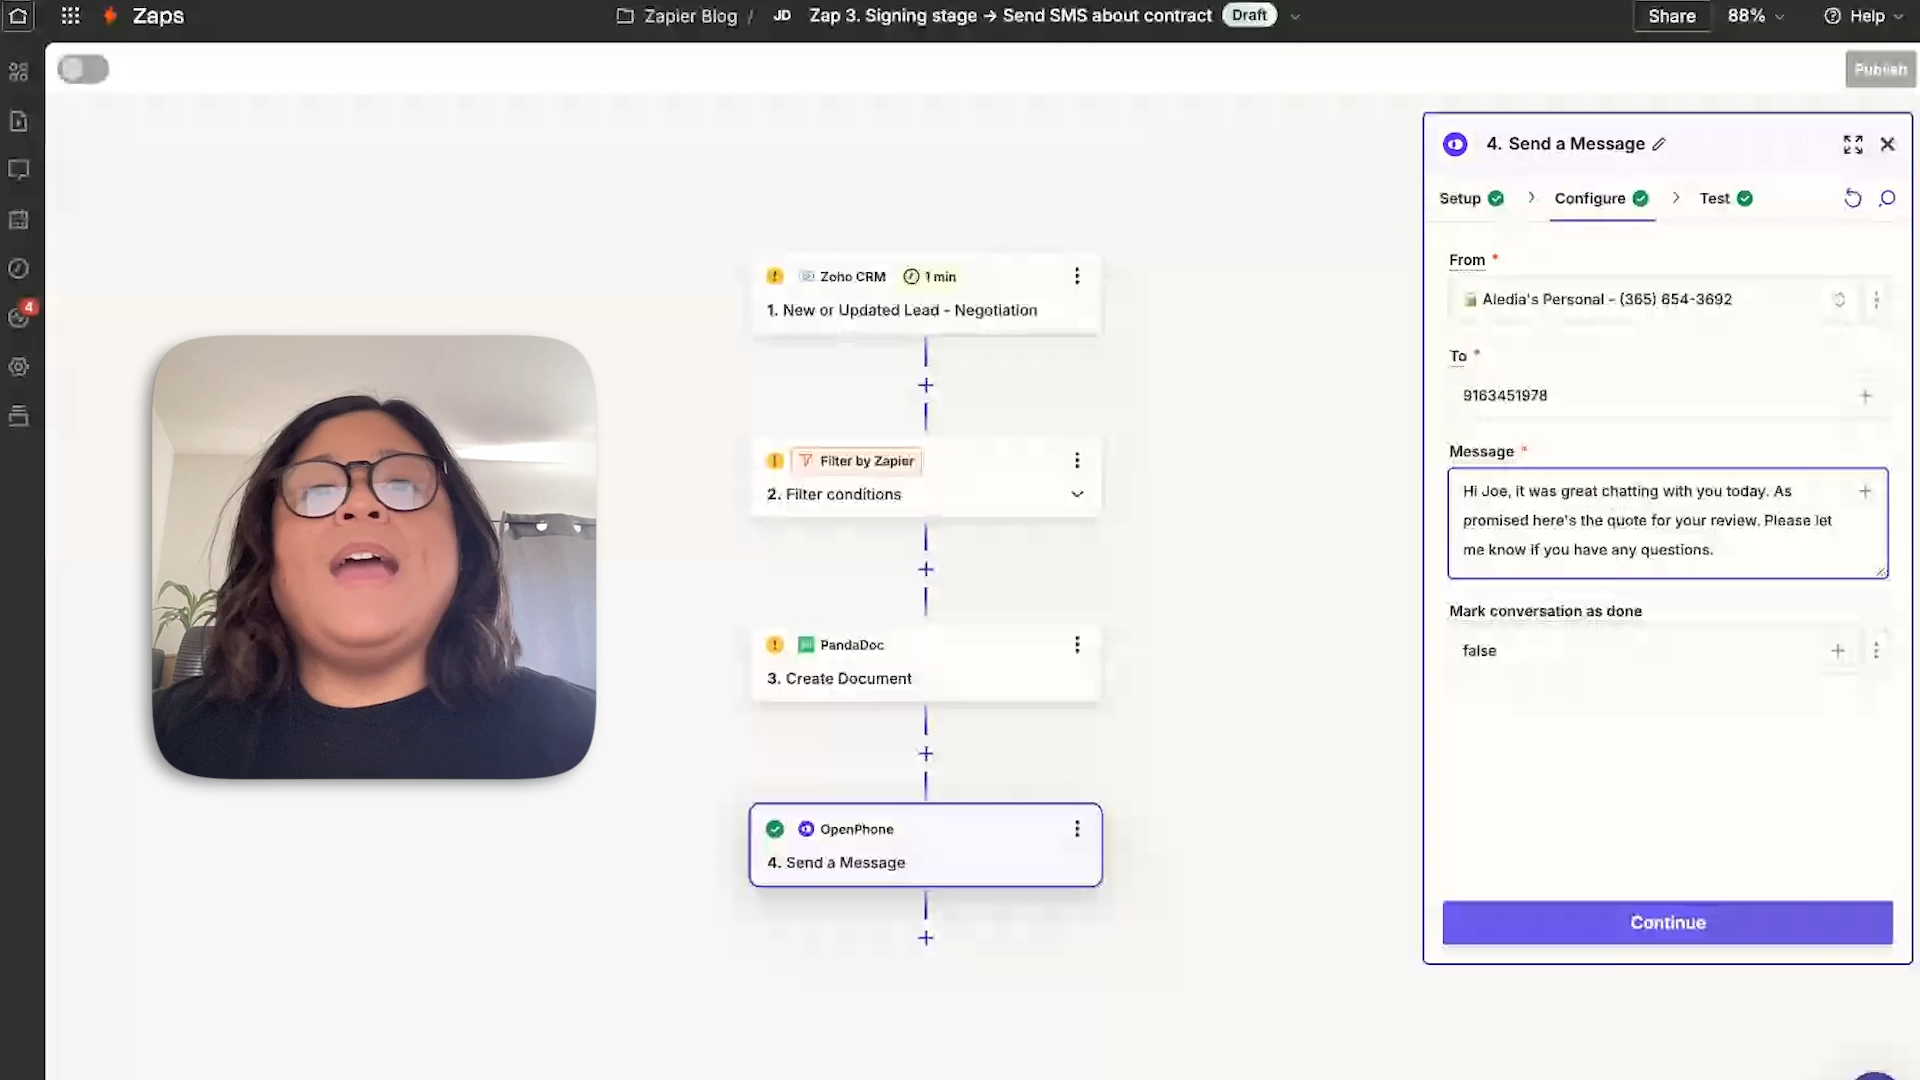 Zaps
Zapier Blog / JD Zap 3. Signing stage → Send SMS about contract Draft
Share 88% Help
Publish
4
4. Send a Message
Setup Configure Test
From *
Aledia's Personal - (365) 654-3692
To *
9163451978
Message *
Hi Joe, it was great chatting with you today. As
promised here's the quote for your review. Please let
me know if you have any questions.
Mark conversation as done
false
Continue
Zoho CRM 1 min
1. New or Updated Lead - Negotiation
Filter by Zapier
2. Filter conditions
PandaDoc
3. Create Document
OpenPhone
4. Send a Message